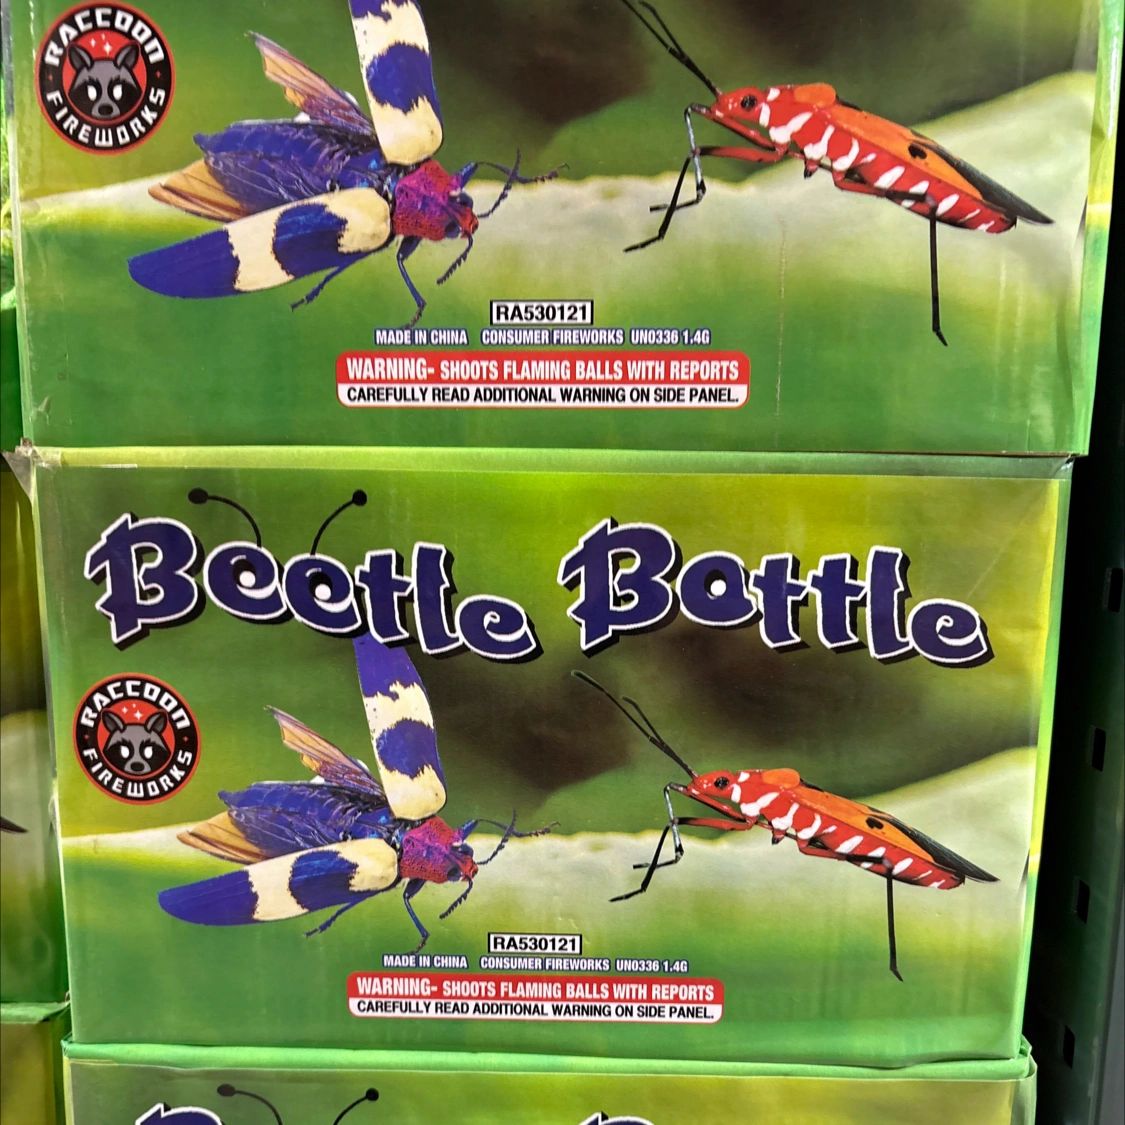 RACCOON
FIREWORKS
RA530121
MADE IN CHINA CONSUMER FIREWORKS UN0336 1.4G
WARNING- SHOOTS FLAMING BALLS WITH REPORTS
CAREFULLY READ ADDITIONAL WARNING ON SIDE PANEL.
Beetle Battle
RACCOON
FIREWORKS
RA530121
MADE IN CHINA CONSUMER FIREWORKS UN0336 1.4G
WARNING- SHOOTS FLAMING BALLS WITH REPORTS
CAREFULLY READ ADDITIONAL WARNING ON SIDE PANEL.